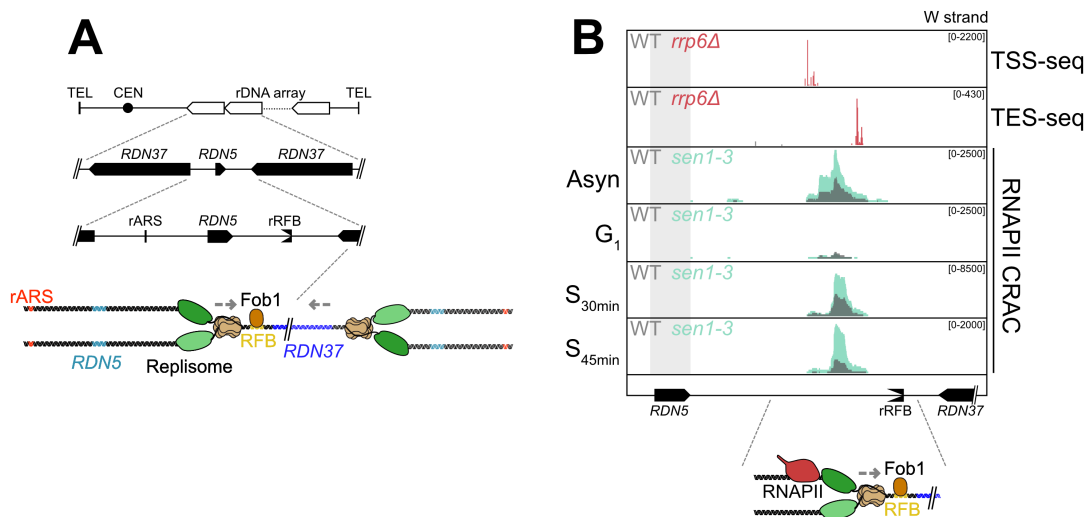 A
TEL CEN rDNA array TEL
RDN37 RDN5 RDN37
rARS RDN5 rRFB
rARS Fob1
RFB
RDN37
RDN5 Replisome
B
W strand
WT rrp6Δ [0-2200] TSS-seq
WT rrp6Δ [0-430] TES-seq
Asyn WT sen1-3 [0-2500]
G1 WT sen1-3 [0-2500]
S30min WT sen1-3 [0-8500]
S45min WT sen1-3 [0-2000]
RNAPII CRAC
RDN5 rRFB RDN37
Fob1
RNAPII
RFB